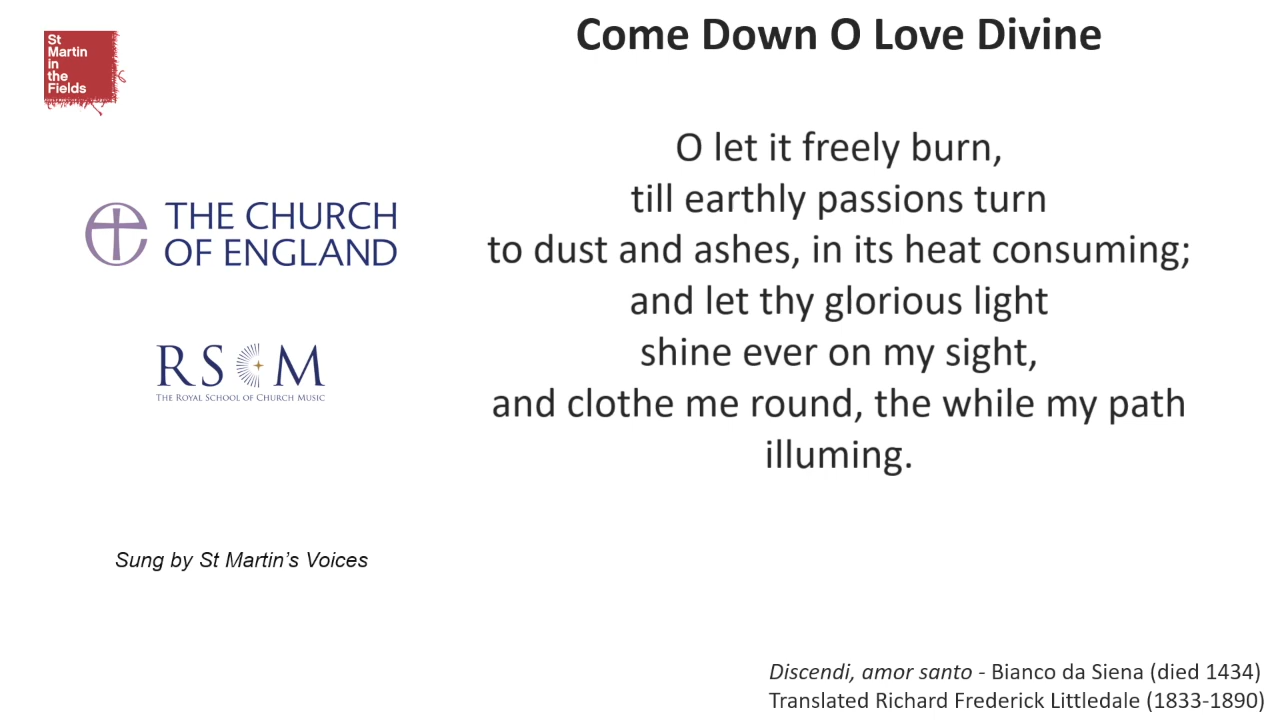 Come Down O Love Divine
St
Martin
in
the
Fields
THE CHURCH
OF ENGLAND
RSCM
THE ROYAL SCHOOL OF CHURCH MUSIC
Sung by St Martin’s Voices
O let it freely burn,
till earthly passions turn
to dust and ashes, in its heat consuming;
and let thy glorious light
shine ever on my sight,
and clothe me round, the while my path
illuming.
Discendi, amor santo - Bianco da Siena (died 1434)
Translated Richard Frederick Littledale (1833-1890)